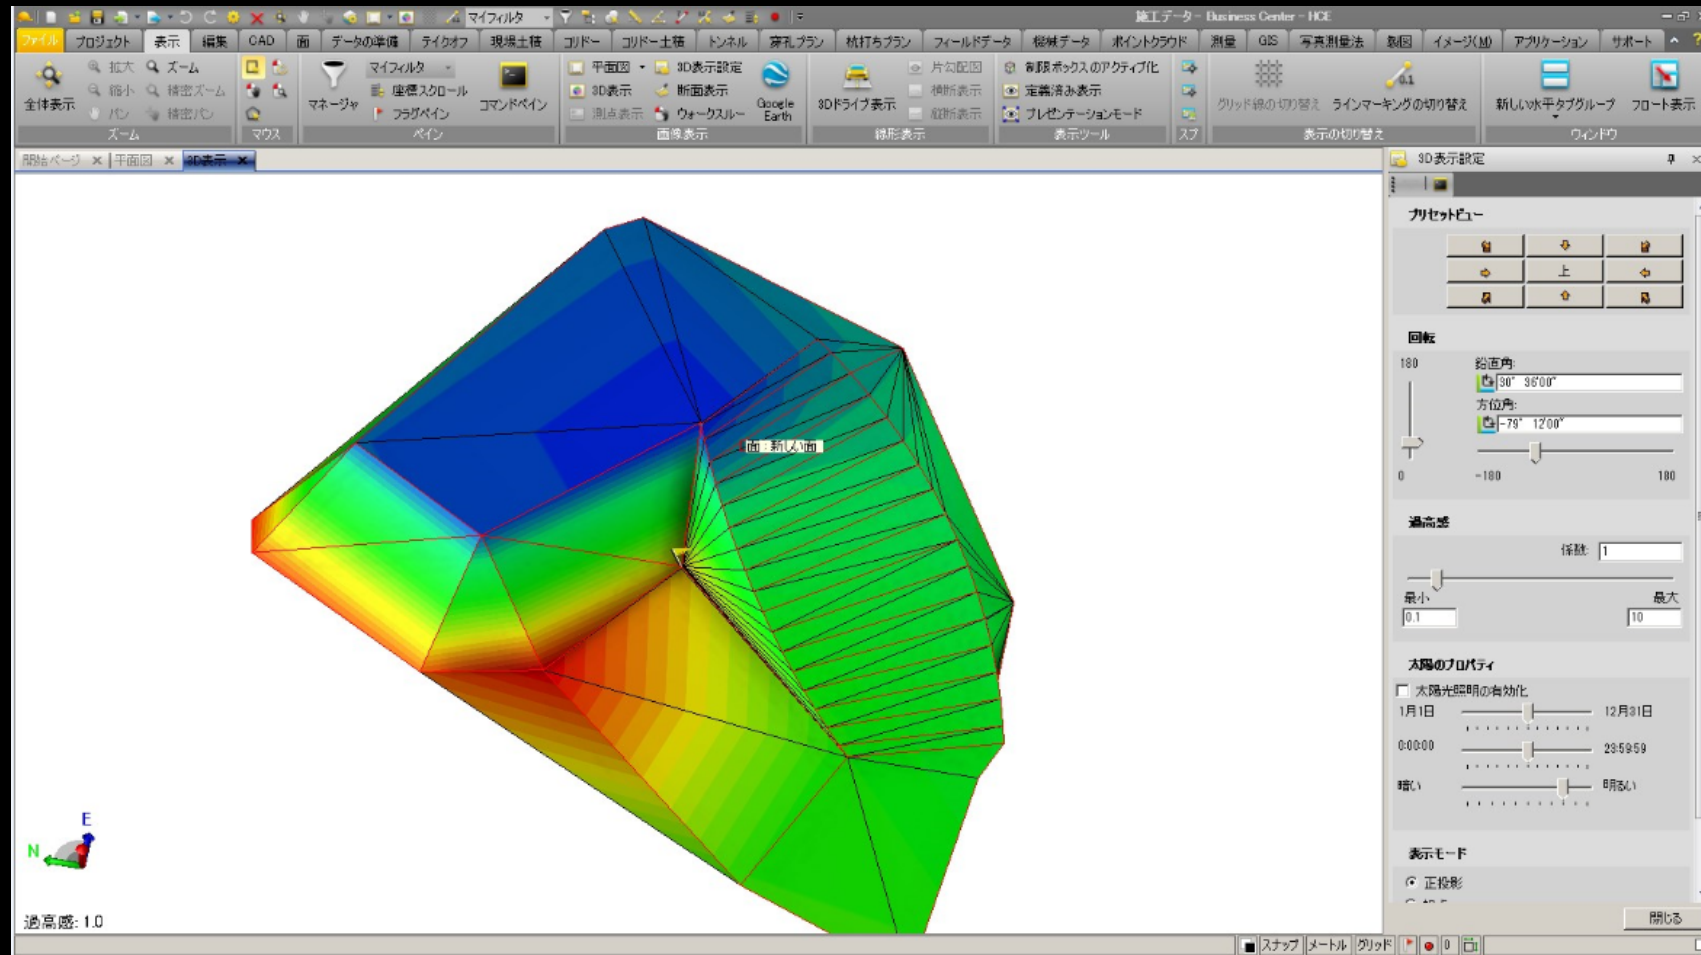 施工データ - Business Center - HCE
マイフィルタ
ファイル プロジェクト 表示 編集 CAD 面 データの準備 テイクオフ 現場土積 コリドー コリドー土積 トンネル 穿孔プラン 杭打ちプラン フィールドデータ 機械データ ポイントクラウド 測量 GIS 写真測量法 製図 イメージ(M) アプリケーション サポート
全体表示 拡大 ズーム
縮小 精密ズーム
パン 精密パン
ズーム
マウス
マネージャ マイフィルタ
座標スクロール
フラグペイン
コマンドペイン
ペイン
平面図 3D表示設定
3D表示 断面表示
測点表示 ウォークスルー
Google Earth
画像表示
3Dドライブ表示 片勾配図
横断表示
縦断表示
線形表示
制限ボックスのアクティブ化
定義済み表示
プレゼンテーションモード
表示ツール
スプ
グリッド線の切り替え ラインマーキングの切り替え
表示の切り替え
新しい水平タブグループ フロート表示
ウィンドウ
開始ページ 平面図 3D表示
面 : 新しい面
E
N
過高感: 1.0
3D表示設定
プリセットビュー
上
回転
180
鉛直角:
30° 36'00"
方位角:
-79° 12'00"
0 -180 180
過高感
係数: 1
最小 最大
0.1 10
太陽のプロパティ
太陽光照明の有効化
1月1日 12月31日
0:00:00 23:59:59
暗い 明るい
表示モード
正投影
閉じる
スナップ メートル グリッド 0